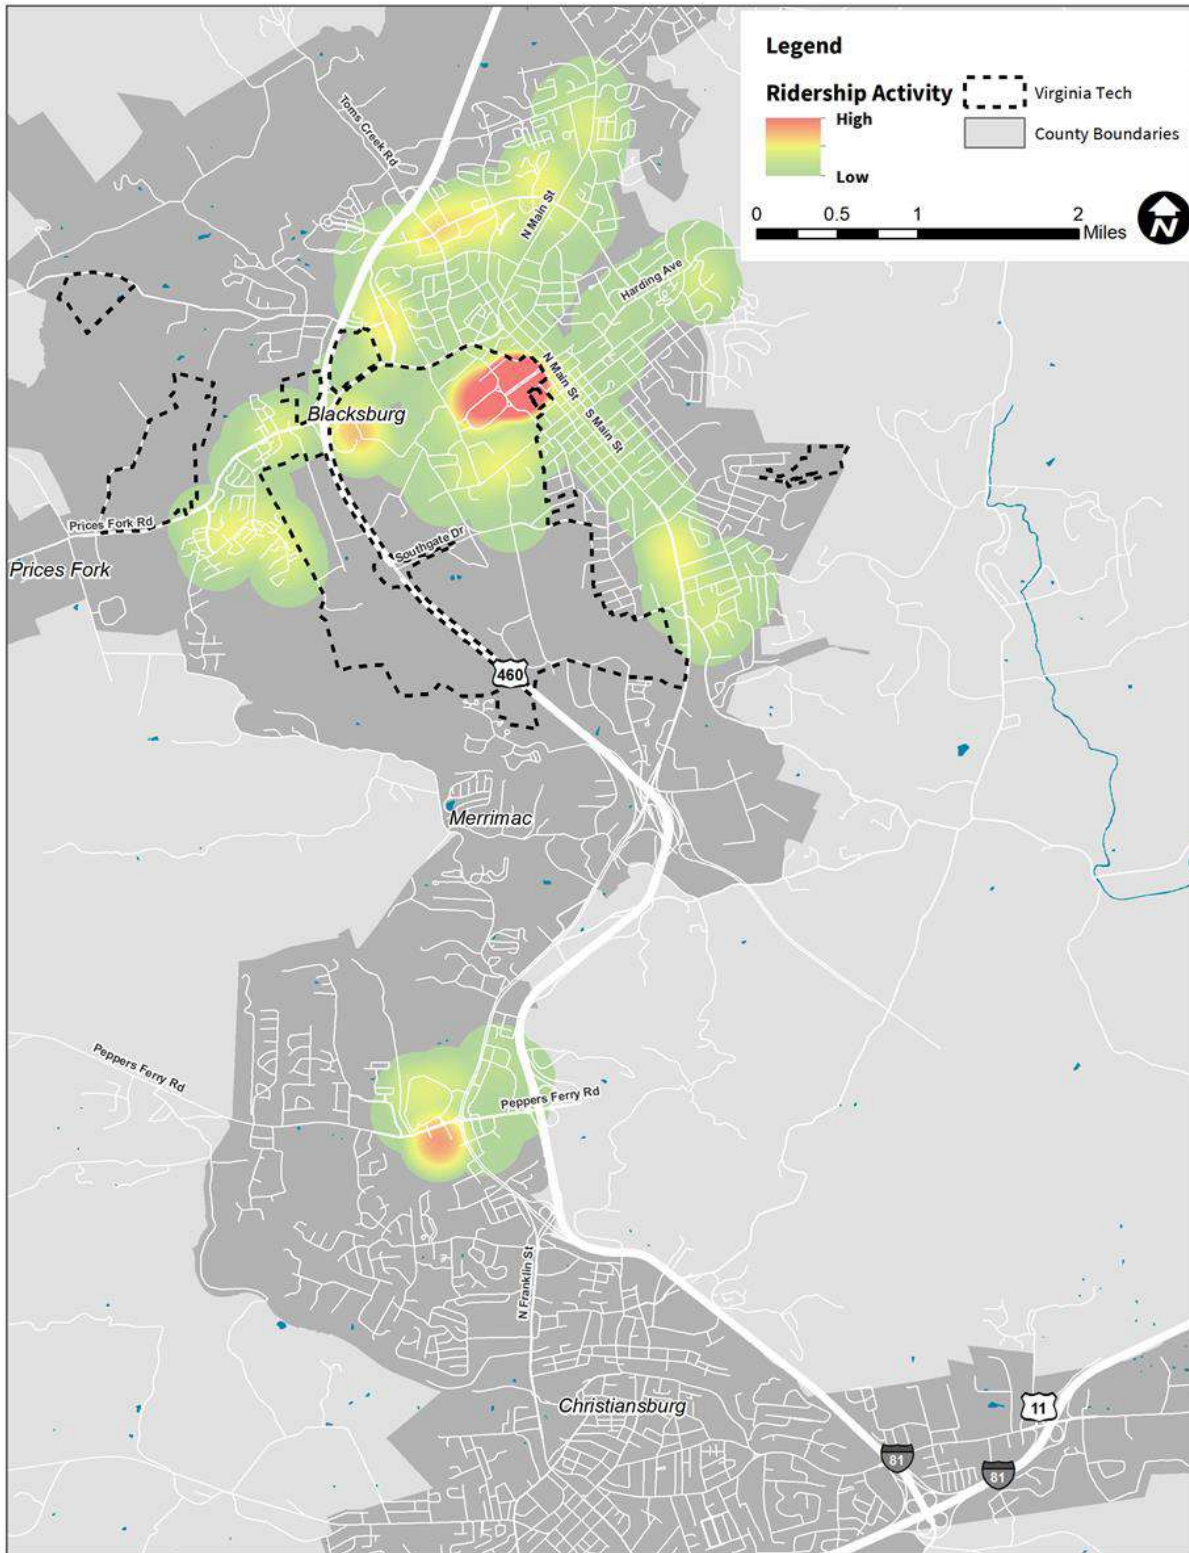 Legend
Ridership Activity
High
Low
Virginia Tech
County Boundaries
0 0.5 1 2
Miles
N
Toms Creek Rd
N Main St
Harding Ave
N Main St
S Main St
Blacksburg
Prices Fork Rd
Southgate Dr
Prices Fork
460
Merrimac
Peppers Ferry Rd
Peppers Ferry Rd
N Franklin St
Christiansburg
11
81
81